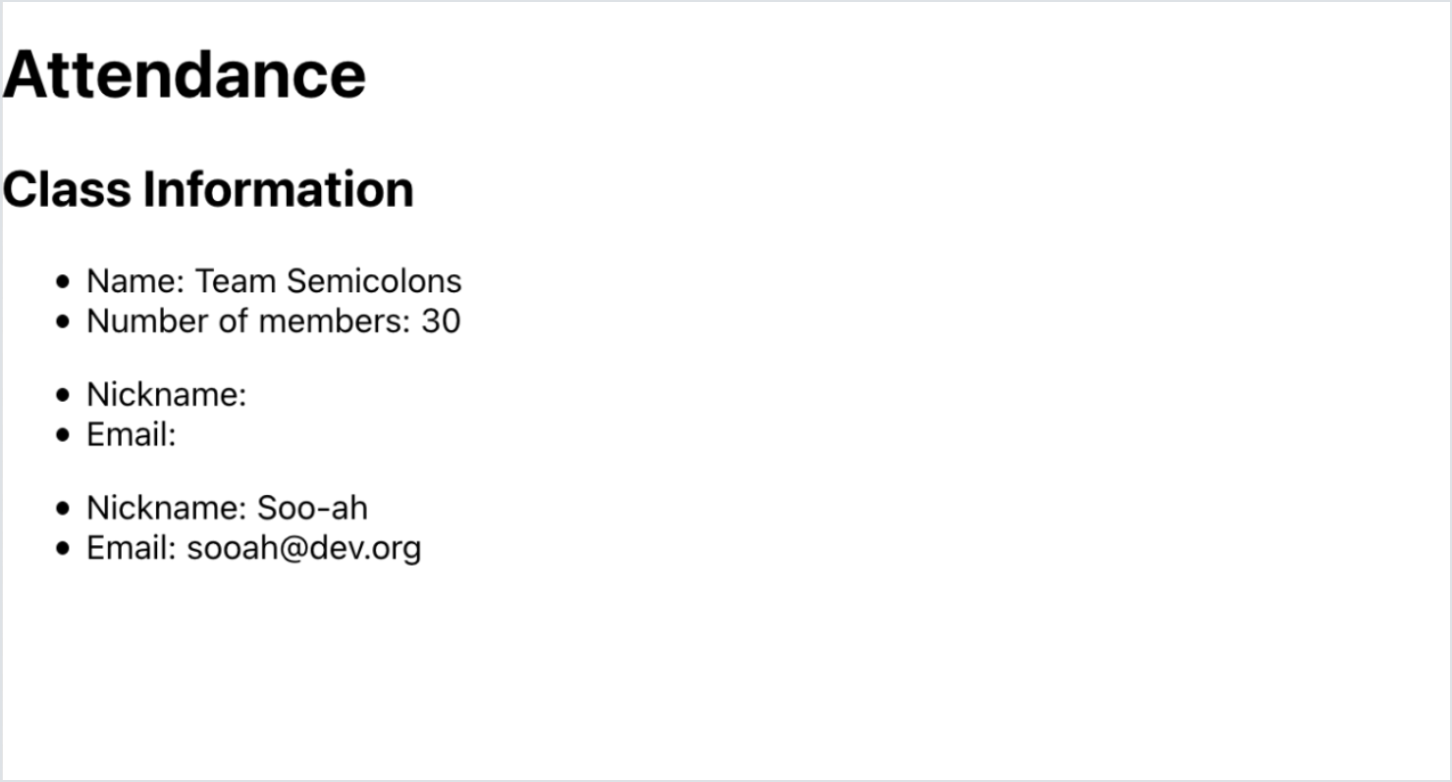 Attendance
Class Information
• Name: Team Semicolons
• Number of members: 30
• Nickname:
• Email:
• Nickname: Soo-ah
• Email: sooah@dev.org